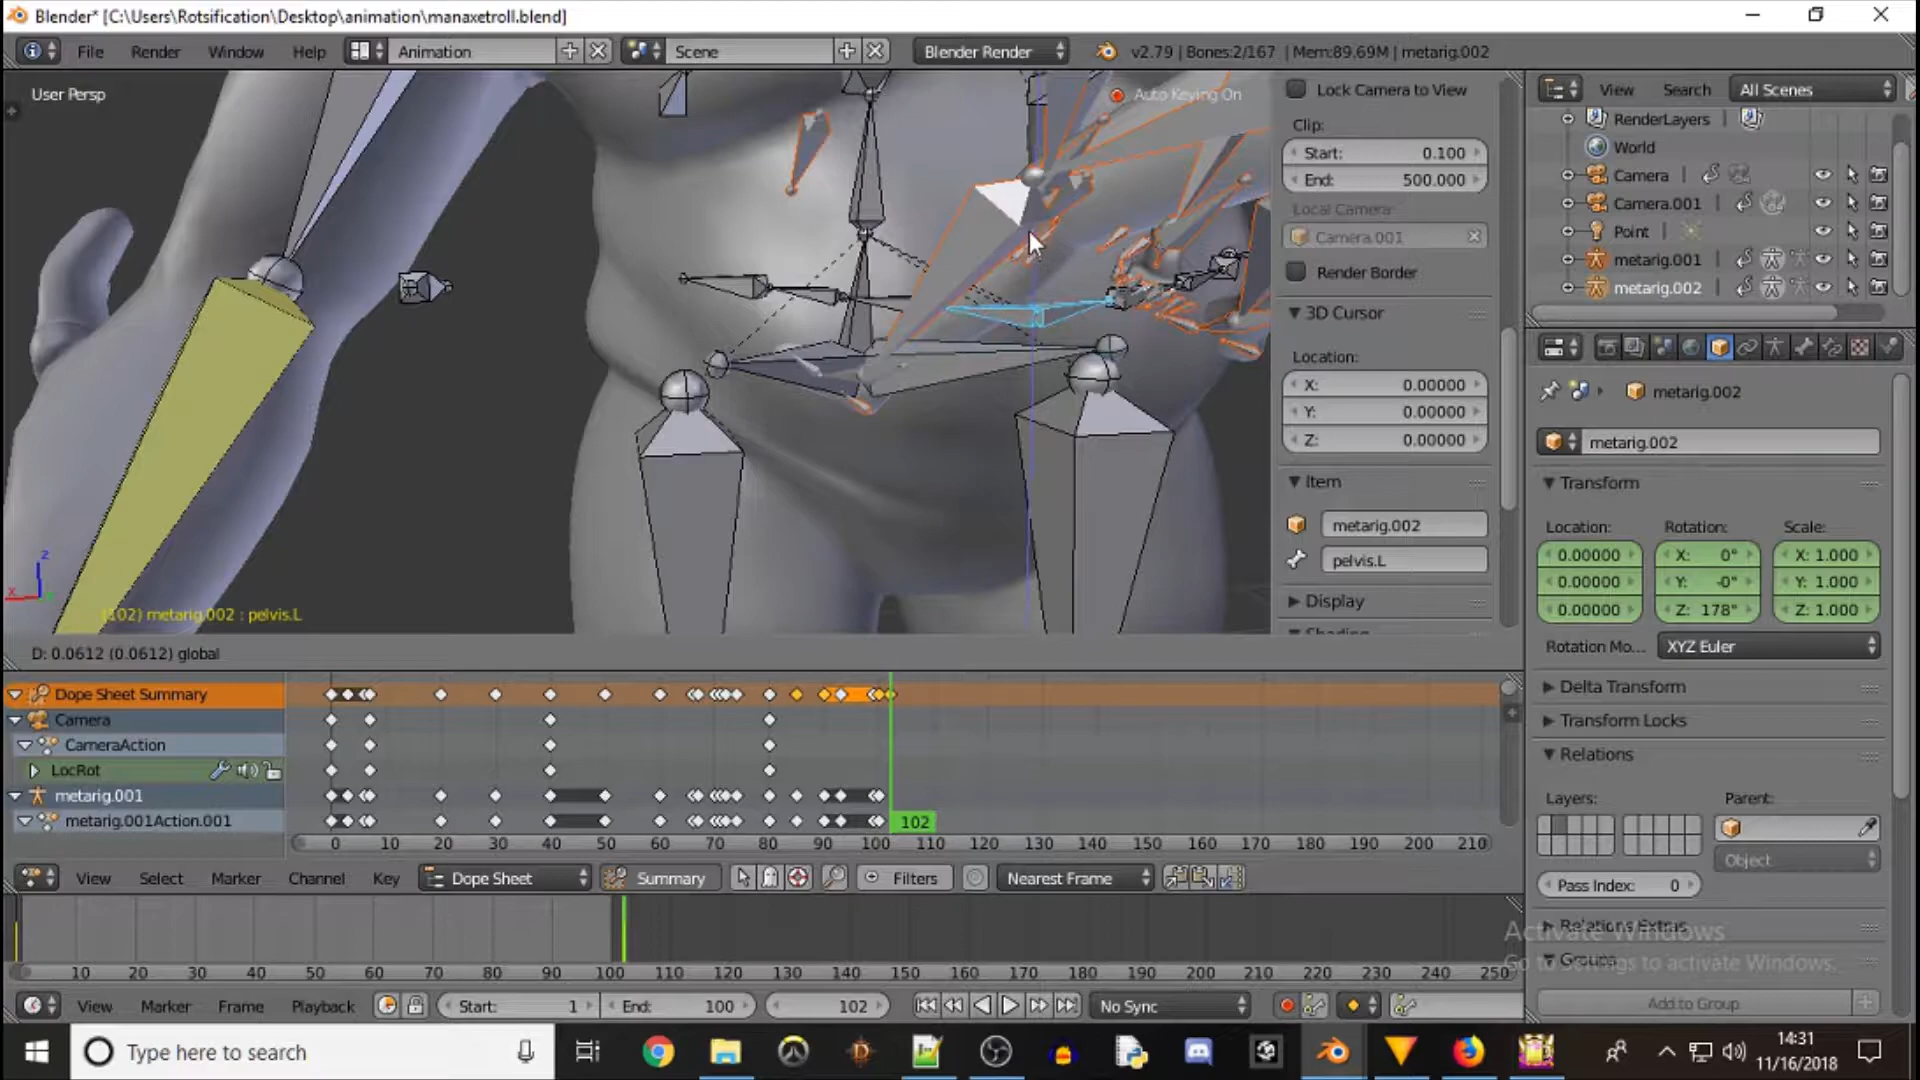 Blender* [C:\Users\Rotsification\Desktop\animation\manaxetroll.blend]
File Render Window Help Animation Scene Blender Render v2.79 | Bones:2/167 | Mem:89.69M | metarig.002
User Persp
Auto Keying On
(102) metarig.002 : pelvis.L
D: 0.0612 (0.0612) global
Lock Camera to View
Clip:
Start: 0.100
End: 500.000
Local Camera:
Camera.001
Render Border
3D Cursor
Location:
X: 0.00000
Y: 0.00000
Z: 0.00000
Item
metarig.002
pelvis.L
Display
Shading
View Search All Scenes
RenderLayers
World
Camera
Camera.001
Point
metarig.001
metarig.002
metarig.002
metarig.002
Transform
Location: Rotation: Scale:
0.00000 X: 0° X: 1.000
0.00000 Y: -0° Y: 1.000
0.00000 Z: 178° Z: 1.000
Rotation Mo... XYZ Euler
Delta Transform
Transform Locks
Relations
Layers: Parent:
Object
Pass Index: 0
Relations Extras
Groups
Add to Group
Activate Windows
Go to Settings to activate Windows.
Dope Sheet Summary
Camera
CameraAction
LocRot
metarig.001
metarig.001Action.001
102
0 10 20 30 40 50 60 70 80 90 100 110 120 130 140 150 160 170 180 190 200 210
View Select Marker Channel Key Dope Sheet Summary Filters Nearest Frame
10 20 30 40 50 60 70 80 90 100 110 120 130 140 150 160 170 180 190 200 210 220 230 240 250
View Marker Frame Playback Start: 1 End: 100 102 No Sync
Type here to search
14:31
11/16/2018